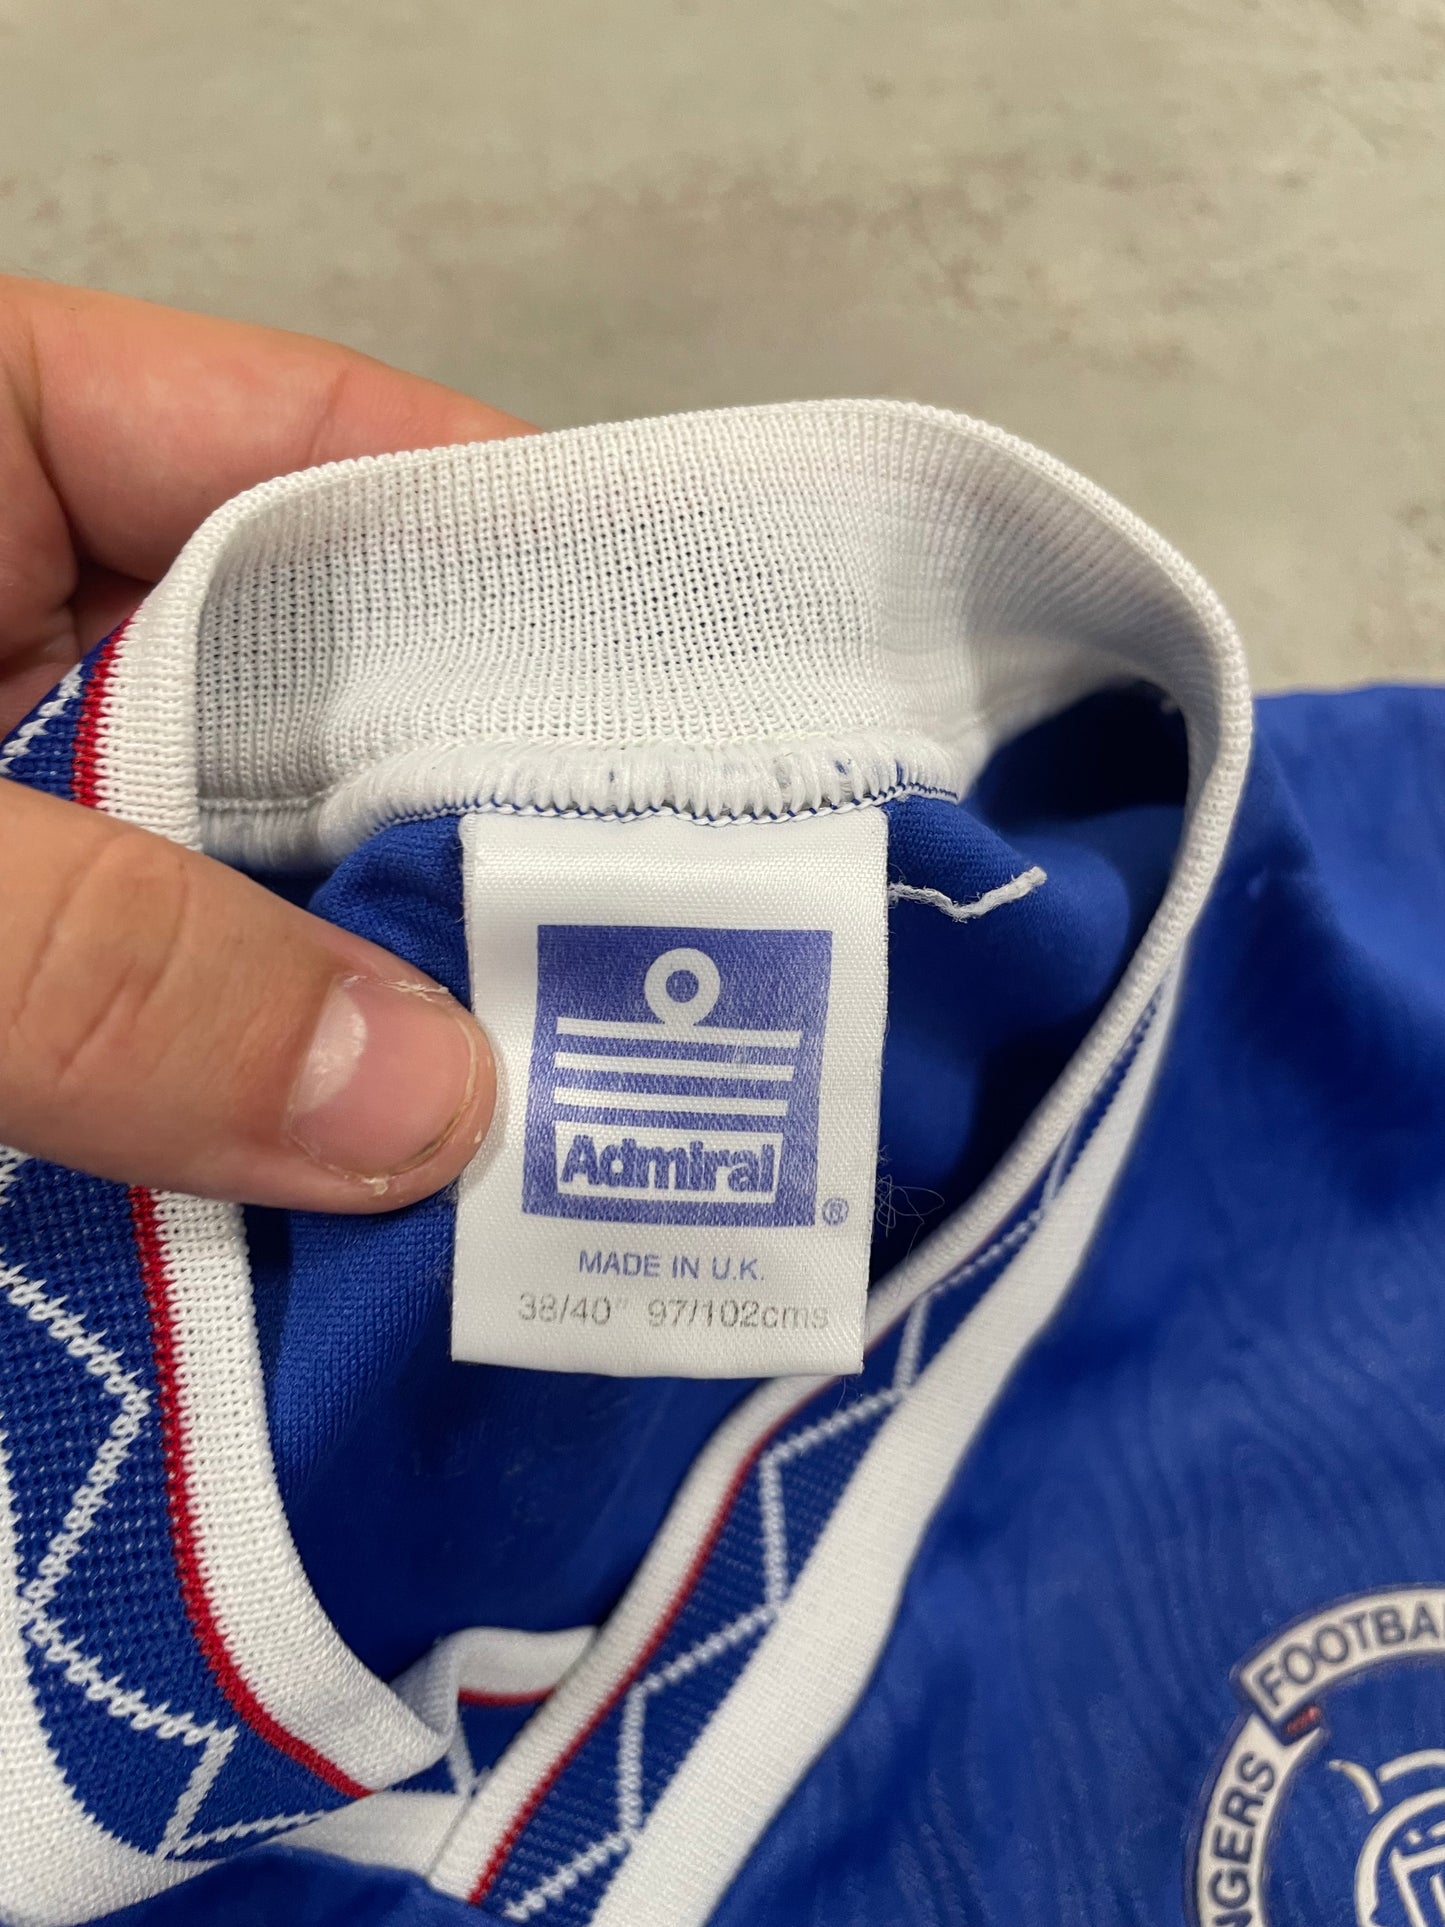 Admiral
®
MADE IN U.K.
38/40" 97/102cms
FOOTBA
NGERS